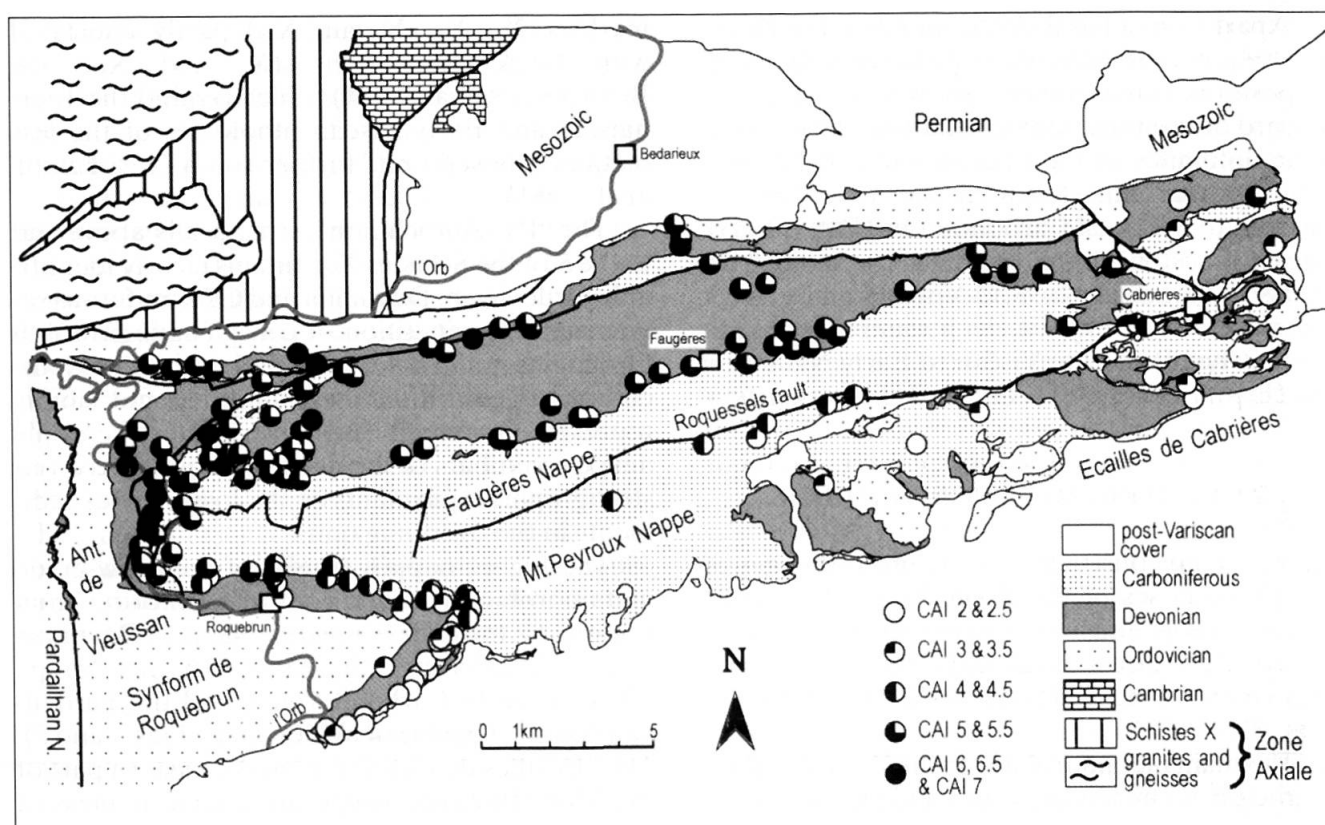 Mesozoic
Permian
Mesozoic
Bedarieux
l'Orb
Cabrières
Faugères
Roquessels fault
Faugères Nappe
Mt.Peyroux Nappe
Ecailles de Cabrières
Ant.
de
Vieussan
Pardailhan N.
Roquebrun
Synform de
Roquebrun
l'Orb
N
0 1km 5
CAI 2 & 2.5
CAI 3 & 3.5
CAI 4 & 4.5
CAI 5 & 5.5
CAI 6, 6.5
& CAI 7
post-Variscan
cover
Carboniferous
Devonian
Ordovician
Cambrian
Schistes X
granites and
gneisses
Zone
Axiale